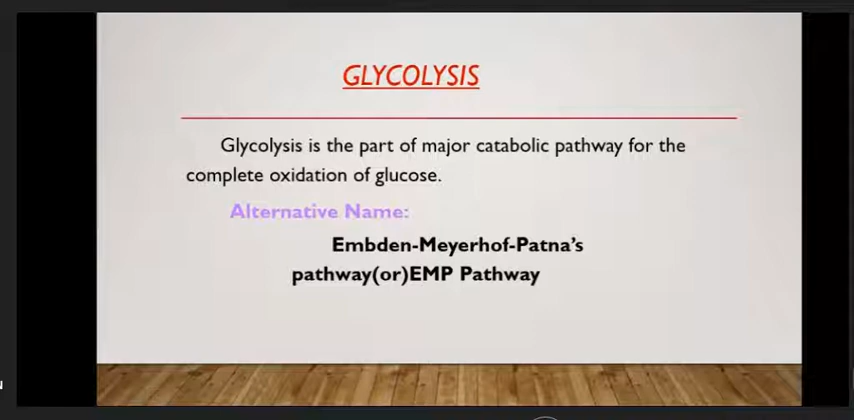 GLYCOLYSIS
Glycolysis is the part of major catabolic pathway for the
complete oxidation of glucose.
Alternative Name:
Embden-Meyerhof-Patna’s
pathway(or)EMP Pathway